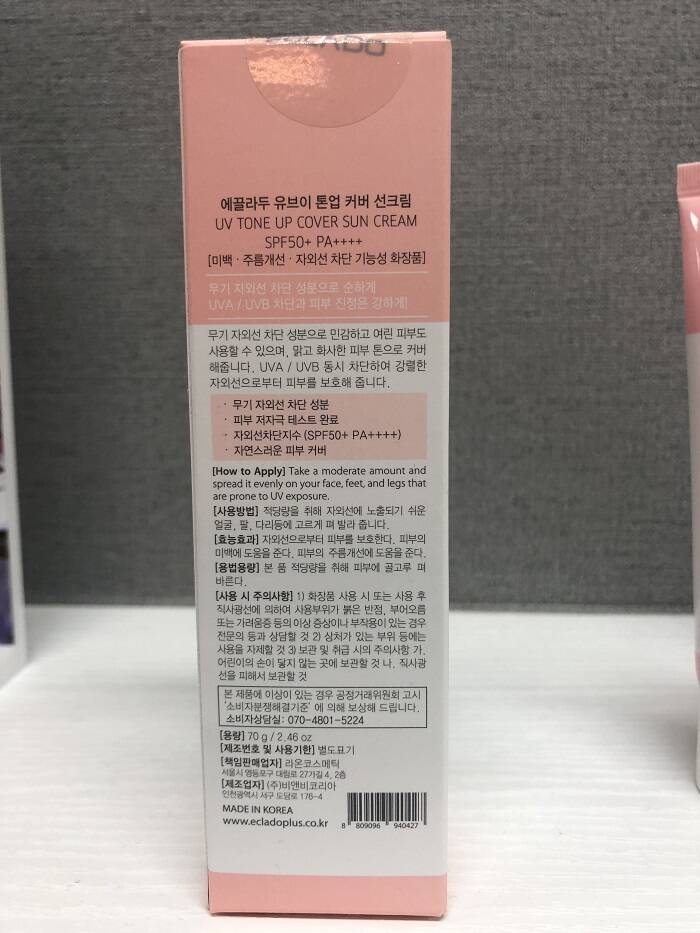 에끌라두 유브이 톤업 커버 선크림
UV TONE UP COVER SUN CREAM
SPF50+ PA++++
[미백 · 주름개선 · 자외선 차단 기능성 화장품]
무기 자외선 차단 성분으로 순하게
UVA / UVB 차단과 피부 진정은 강하게!
무기 자외선 차단 성분으로 민감하고 여린 피부도
사용할 수 있으며, 맑고 화사한 피부 톤으로 커버
해줍니다. UVA / UVB 동시 차단하여 강렬한
자외선으로부터 피부를 보호해 줍니다.
· 무기 자외선 차단 성분
· 피부 저자극 테스트 완료
· 자외선차단지수 (SPF50+ PA++++)
· 자연스러운 피부 커버
[How to Apply] Take a moderate amount and
spread it evenly on your face, feet, and legs that
are prone to UV exposure.
[사용방법] 적당량을 취해 자외선에 노출되기 쉬운
얼굴, 팔, 다리등에 고르게 펴 발라 줍니다.
[효능효과] 자외선으로부터 피부를 보호한다. 피부의
미백에 도움을 준다. 피부의 주름개선에 도움을 준다.
[용법용량] 본 품 적당량을 취해 피부에 골고루 펴
바른다.
[사용 시 주의사항] 1) 화장품 사용 시 또는 사용 후
직사광선에 의하여 사용부위가 붉은 반점, 부어오름
또는 가려움증 등의 이상 증상이나 부작용이 있는 경우
전문의 등과 상담할 것 2) 상처가 있는 부위 등에는
사용을 자제할 것 3) 보관 및 취급 시의 주의사항 가.
어린이의 손이 닿지 않는 곳에 보관할 것 나. 직사광
선을 피해서 보관할 것
본 제품에 이상이 있는 경우 공정거래위원회 고시
'소비자분쟁해결기준' 에 의해 보상해 드립니다.
소비자상담실: 070-4801-5224
[용량] 70 g / 2.46 oz
[제조번호 및 사용기한] 별도표기
[책임판매업자] 라온코스메틱
서울시 영등포구 대림로 27가길 4, 2층
[제조업자] (주)비앤비코리아
인천광역시 서구 도담로 176-4
MADE IN KOREA
www.ecladoplus.co.kr
8 809096 940427